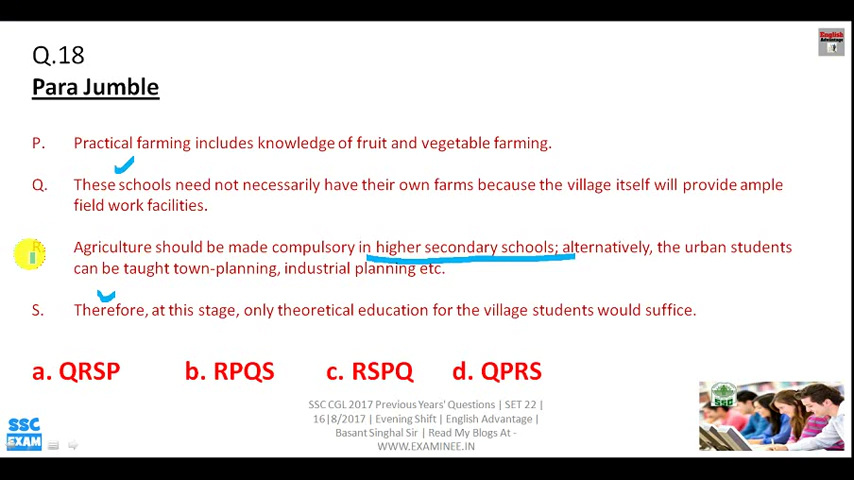 English
Advantage
Q.18
Para Jumble
P. Practical farming includes knowledge of fruit and vegetable farming.
Q. These schools need not necessarily have their own farms because the village itself will provide ample
field work facilities.
R. Agriculture should be made compulsory in higher secondary schools; alternatively, the urban students
can be taught town-planning, industrial planning etc.
S. Therefore, at this stage, only theoretical education for the village students would suffice.
a. QRSP b. RPQS c. RSPQ d. QPRS
SSC CGL 2017 Previous Years' Questions | SET 22 |
16|8/2017 | Evening Shift | English Advantage |
Basant Singhal Sir | Read My Blogs At -
WWW.EXAMINEE.IN
SSC
EXAM
SSC